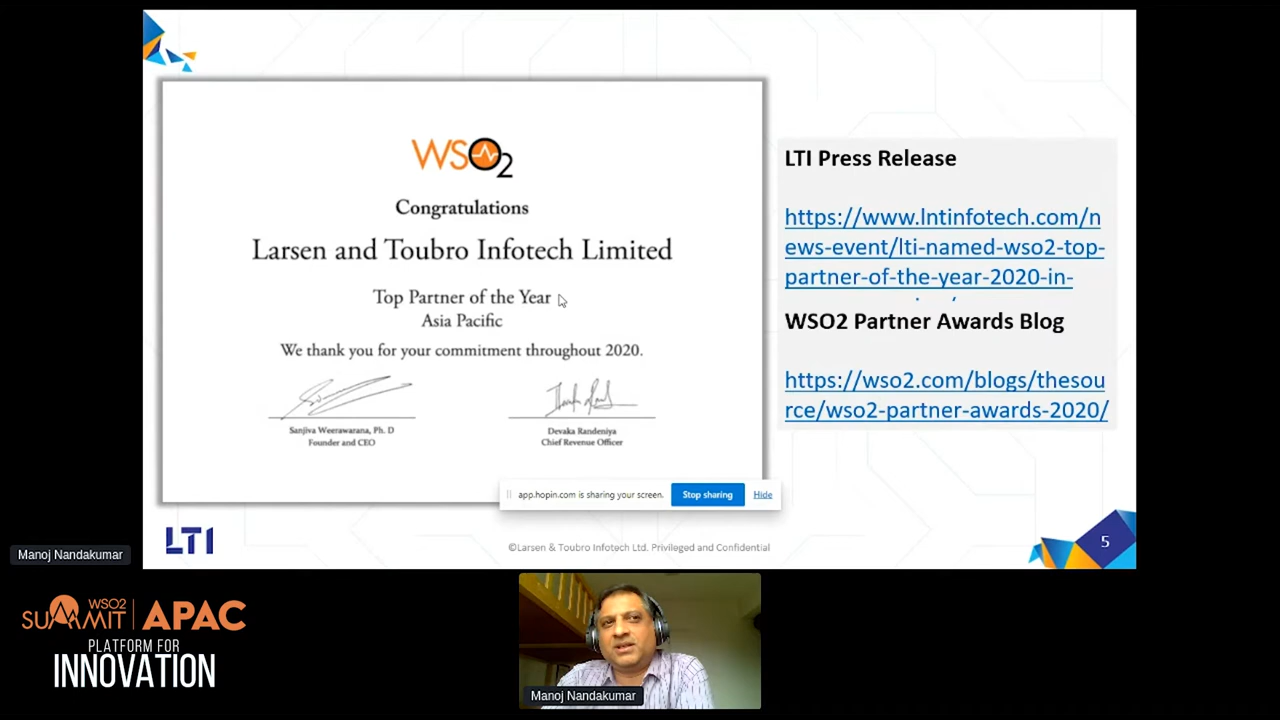 WSO2
Congratulations
Larsen and Toubro Infotech Limited
Top Partner of the Year
Asia Pacific
We thank you for your commitment throughout 2020.
Sanjiva Weerawarana, Ph. D
Founder and CEO
Devaka Randeniya
Chief Revenue Officer
LTI Press Release
https://www.lntinfotech.com/n
ews-event/lti-named-wso2-top-
partner-of-the-year-2020-in-
WSO2 Partner Awards Blog
https://wso2.com/blogs/thesou
rce/wso2-partner-awards-2020/
app.hopin.com is sharing your screen.
Stop sharing
Hide
LTI
©Larsen & Toubro Infotech Ltd. Privileged and Confidential
5
Manoj Nandakumar
WSO2
SUMMIT APAC
PLATFORM FOR
INNOVATION
Manoj Nandakumar